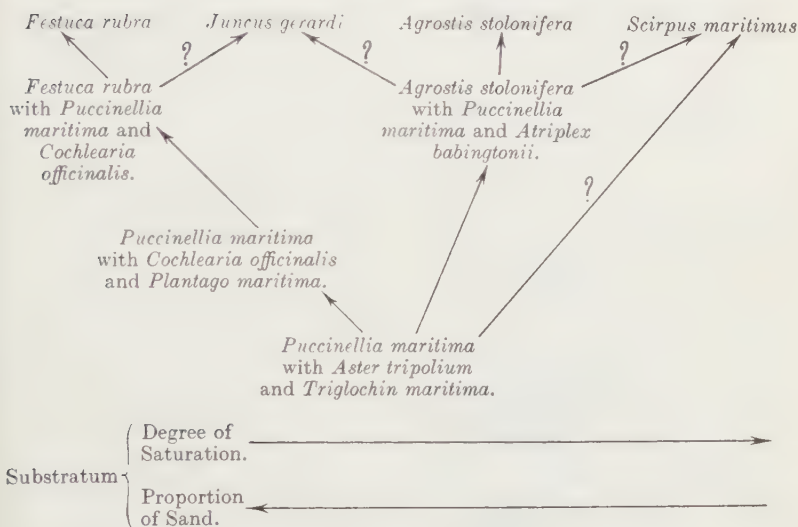 Festuca rubra Juncus gerardi Agrostis stolonifera Scirpus maritimus
? ? ?
Festuca rubra
with Puccinellia
maritima and
Cochlearia
officinalis.
Agrostis stolonifera
with Puccinellia
maritima and Atriplex
babingtonii.
?
Puccinellia maritima
with Cochlearia officinalis
and Plantago maritima.
Puccinellia maritima
with Aster tripolium
and Triglochin maritima.
Substratum
Degree of
Saturation.
Proportion
of Sand.